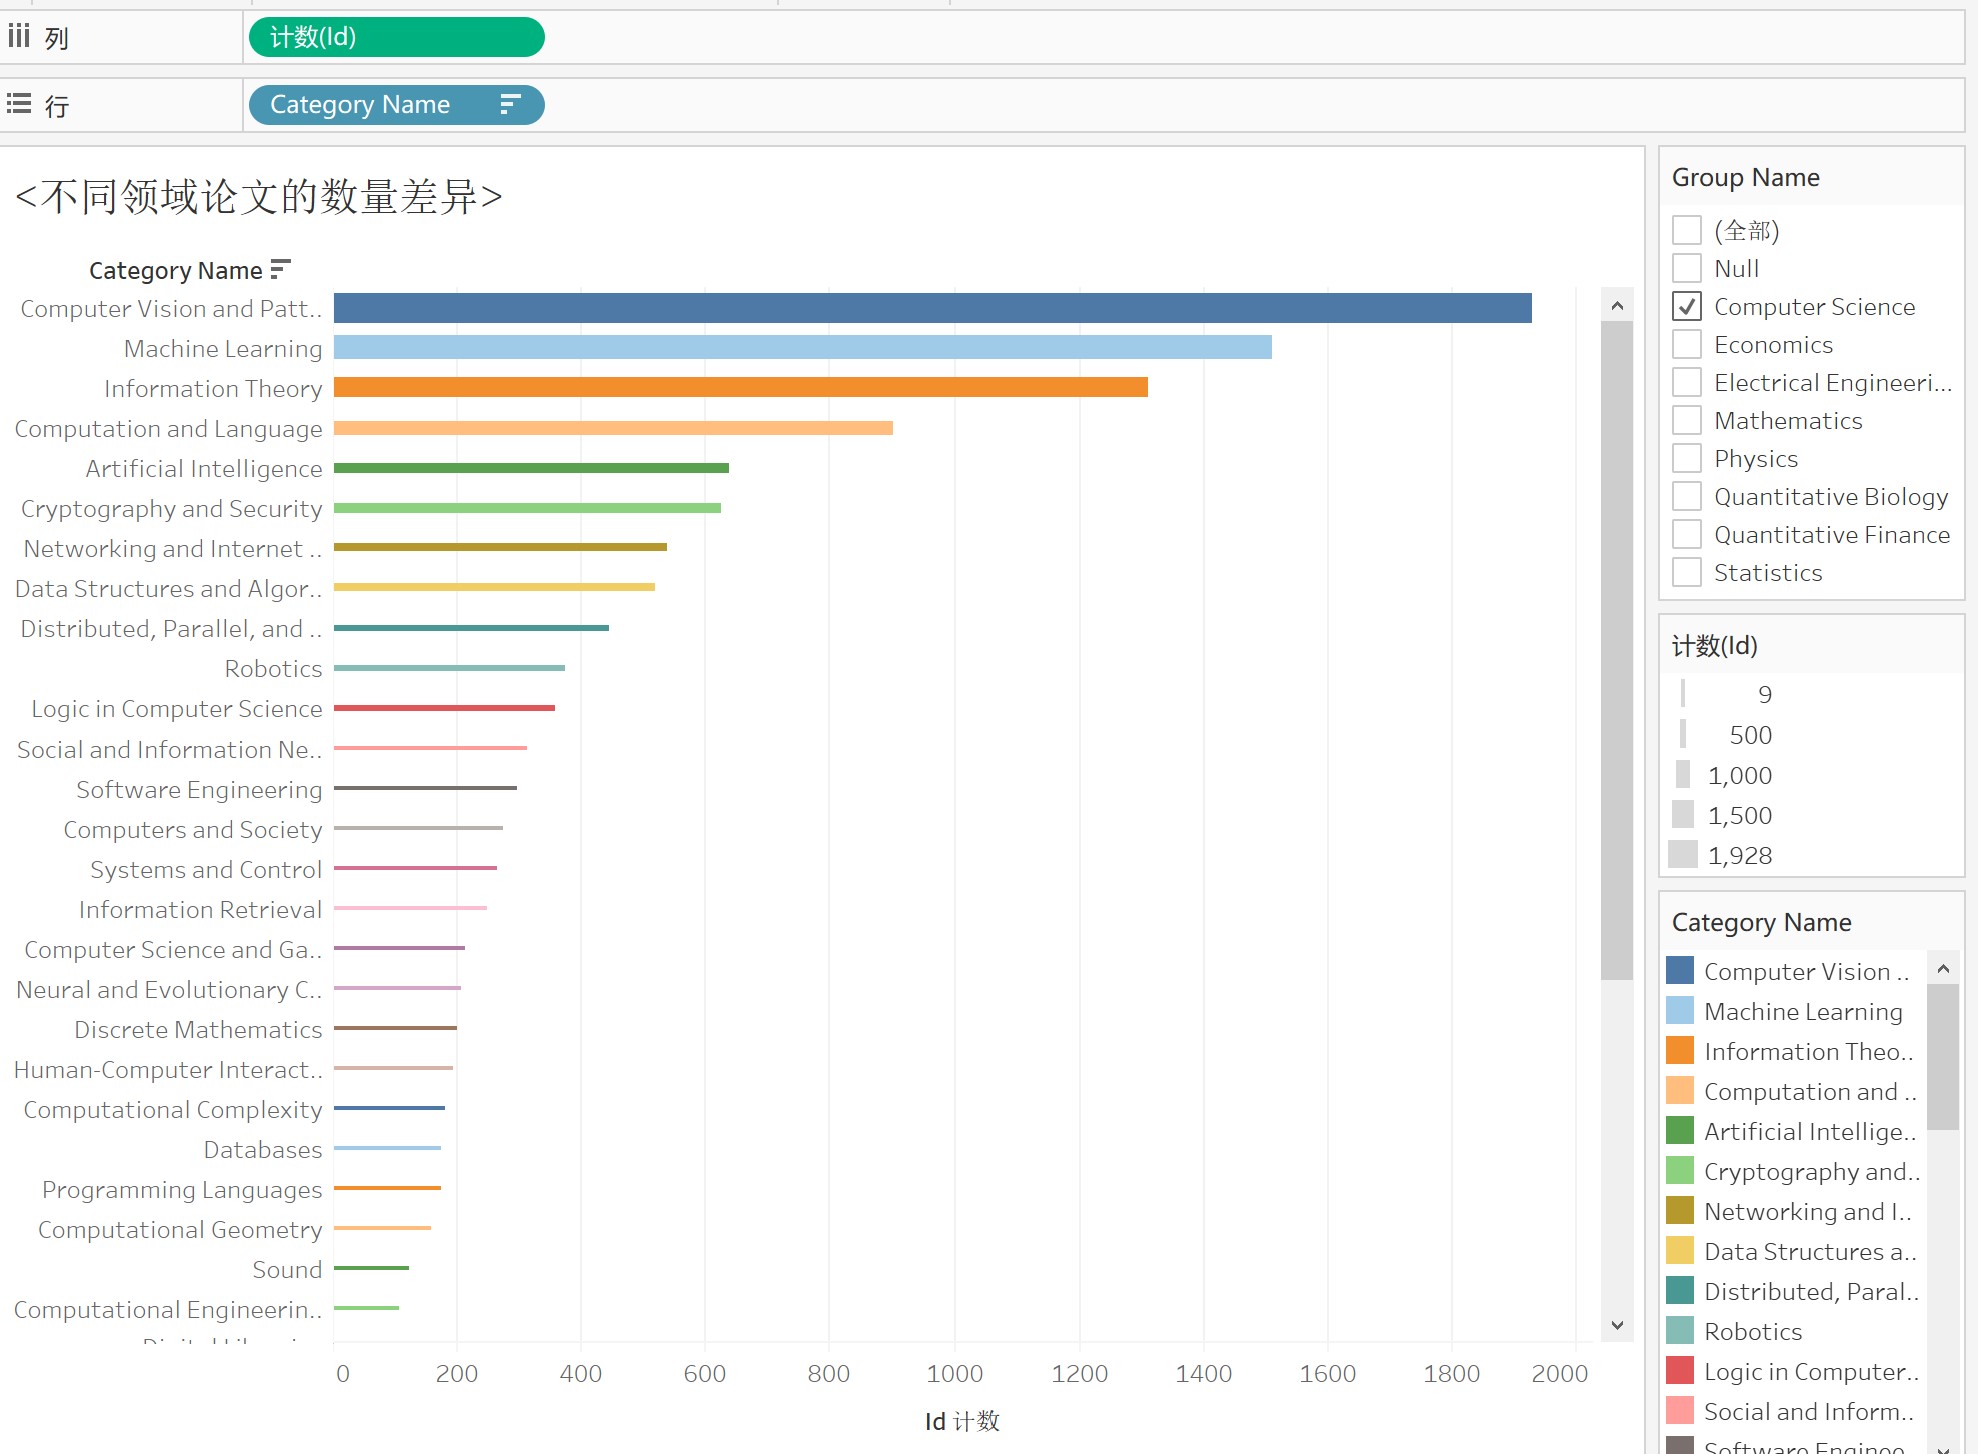 列
计数(Id)
行
Category Name
<不同领域论文的数量差异>
Category Name
Computer Vision and Patt..
Machine Learning
Information Theory
Computation and Language
Artificial Intelligence
Cryptography and Security
Networking and Internet ..
Data Structures and Algor..
Distributed, Parallel, and ..
Robotics
Logic in Computer Science
Social and Information Ne..
Software Engineering
Computers and Society
Systems and Control
Information Retrieval
Computer Science and Ga..
Neural and Evolutionary C..
Discrete Mathematics
Human-Computer Interact..
Computational Complexity
Databases
Programming Languages
Computational Geometry
Sound
Computational Engineerin..
0 200 400 600 800 1000 1200 1400 1600 1800 2000
Id 计数
Group Name
(全部)
Null
Computer Science
Economics
Electrical Engineeri...
Mathematics
Physics
Quantitative Biology
Quantitative Finance
Statistics
计数(Id)
9
500
1,000
1,500
1,928
Category Name
Computer Vision ..
Machine Learning
Information Theo..
Computation and ..
Artificial Intellige..
Cryptography and..
Networking and I..
Data Structures a..
Distributed, Paral..
Robotics
Logic in Computer..
Social and Inform..
Software Enginee..